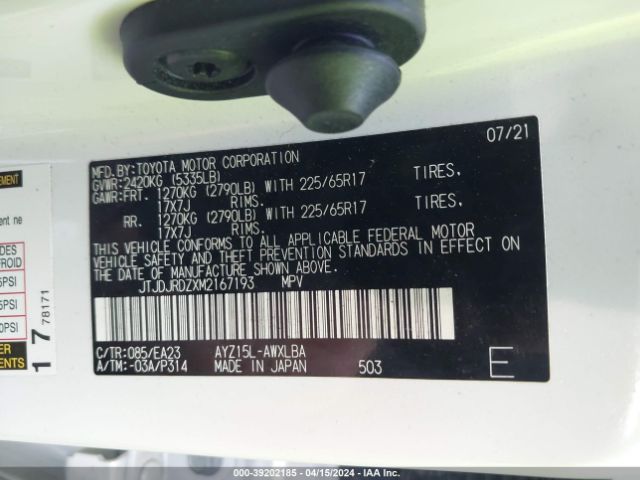 07/21
MFD.BY:TOYOTA MOTOR CORPORATION
GVWR:2420KG (5335LB)
GAWR:FRT. 1270KG (2790LB) WITH 225/65R17 TIRES,
17X7J RIMS.
RR. 1270KG (2790LB) WITH 225/65R17 TIRES,
17X7J RIMS.
THIS VEHICLE CONFORMS TO ALL APPLICABLE FEDERAL MOTOR
VEHICLE SAFETY AND THEFT PREVENTION STANDARDS IN EFFECT ON
THE DATE OF MANUFACTURE SHOWN ABOVE.
JTJDJRDZXM2167193 MPV
C/TR:085/EA23 AYZ15L-AWXLBA
A/TM:-03A/P314 MADE IN JAPAN 503 E
17 78171
000-39202185 - 04/15/2024 - IAAI.com